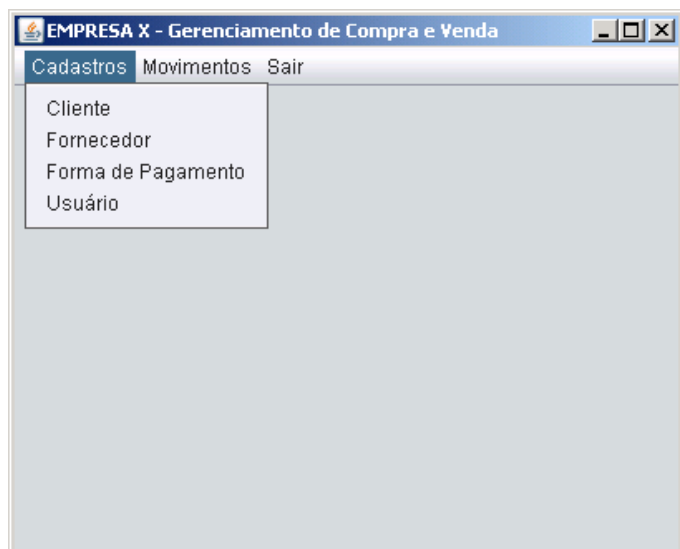 EMPRESA X - Gerenciamento de Compra e Venda
Cadastros Movimentos Sair
Cliente
Fornecedor
Forma de Pagamento
Usuário